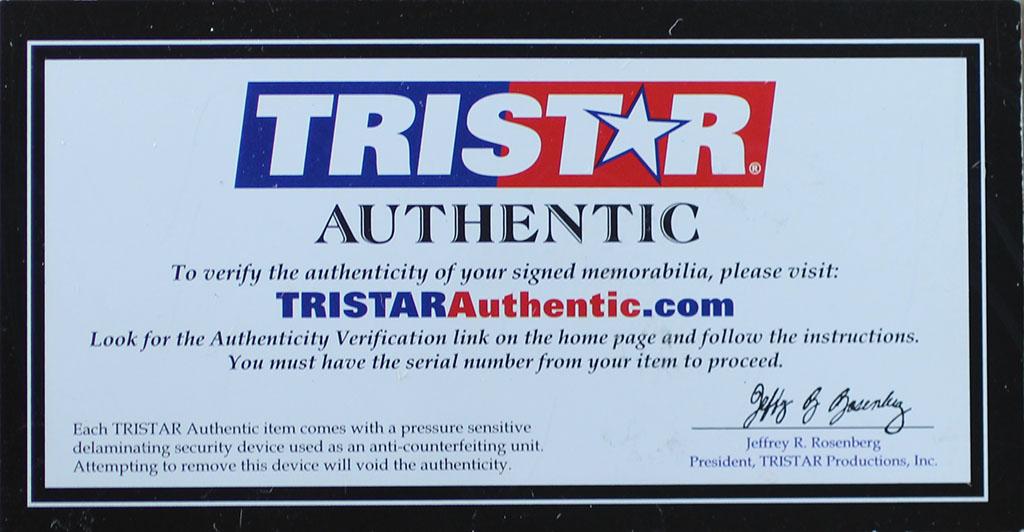 TRISTAR®
AUTHENTIC
To verify the authenticity of your signed memorabilia, please visit:
TRISTARAuthentic.com
Look for the Authenticity Verification link on the home page and follow the instructions.
You must have the serial number from your item to proceed.
Each TRISTAR Authentic item comes with a pressure sensitive
delaminating security device used as an anti-counterfeiting unit.
Attempting to remove this device will void the authenticity.
Jeffrey R. Rosenberg
President, TRISTAR Productions, Inc.